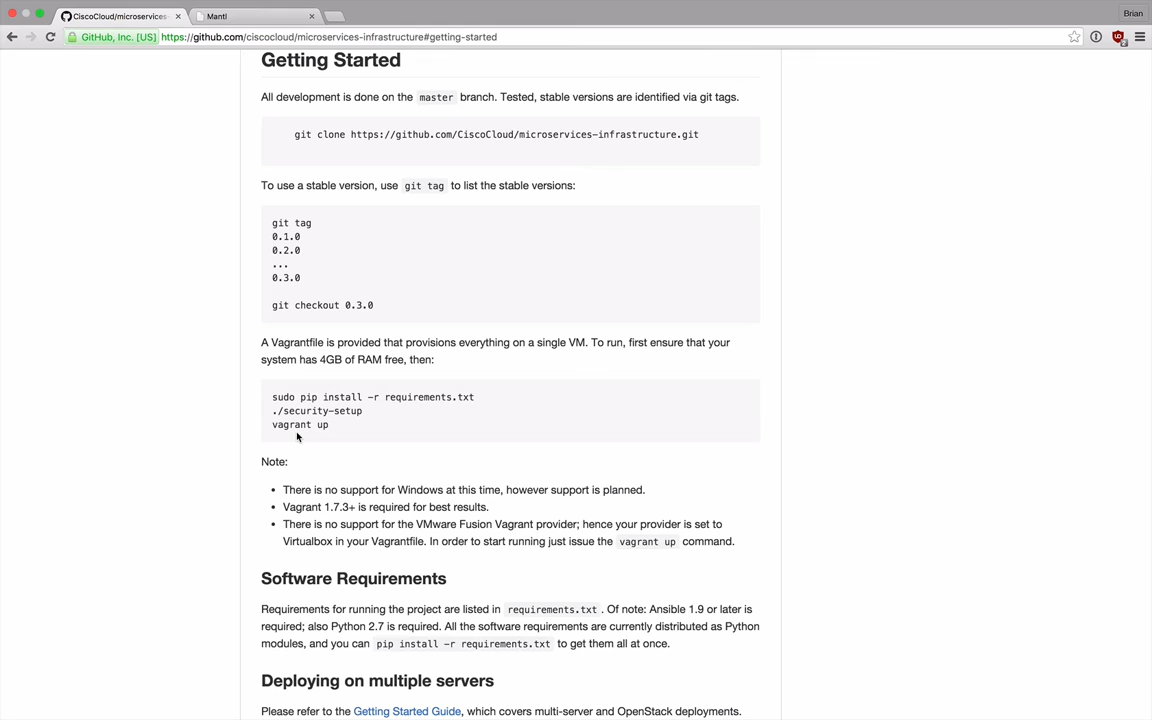 CiscoCloud/microservices-
Mantl
Brian
GitHub, Inc. [US] https://github.com/ciscocloud/microservices-infrastructure#getting-started
Getting Started
All development is done on the master branch. Tested, stable versions are identified via git tags.
git clone https://github.com/CiscoCloud/microservices-infrastructure.git
To use a stable version, use git tag to list the stable versions:
git tag
0.1.0
0.2.0
...
0.3.0
git checkout 0.3.0
A Vagrantfile is provided that provisions everything on a single VM. To run, first ensure that your
system has 4GB of RAM free, then:
sudo pip install -r requirements.txt
./security-setup
vagrant up
Note:
• There is no support for Windows at this time, however support is planned.
• Vagrant 1.7.3+ is required for best results.
• There is no support for the VMware Fusion Vagrant provider; hence your provider is set to
Virtualbox in your Vagrantfile. In order to start running just issue the vagrant up command.
Software Requirements
Requirements for running the project are listed in requirements.txt . Of note: Ansible 1.9 or later is
required; also Python 2.7 is required. All the software requirements are currently distributed as Python
modules, and you can pip install -r requirements.txt to get them all at once.
Deploying on multiple servers
Please refer to the Getting Started Guide, which covers multi-server and OpenStack deployments.